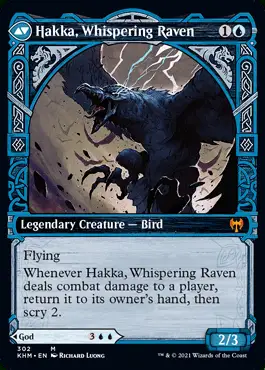 Hakka, Whispering Raven 1
Legendary Creature — Bird
Flying
Whenever Hakka, Whispering Raven
deals combat damage to a player,
return it to its owner's hand, then
scry 2.
God 3
2/3
302 M
KHM • EN Richard Luong ™ & © 2021 Wizards of the Coast